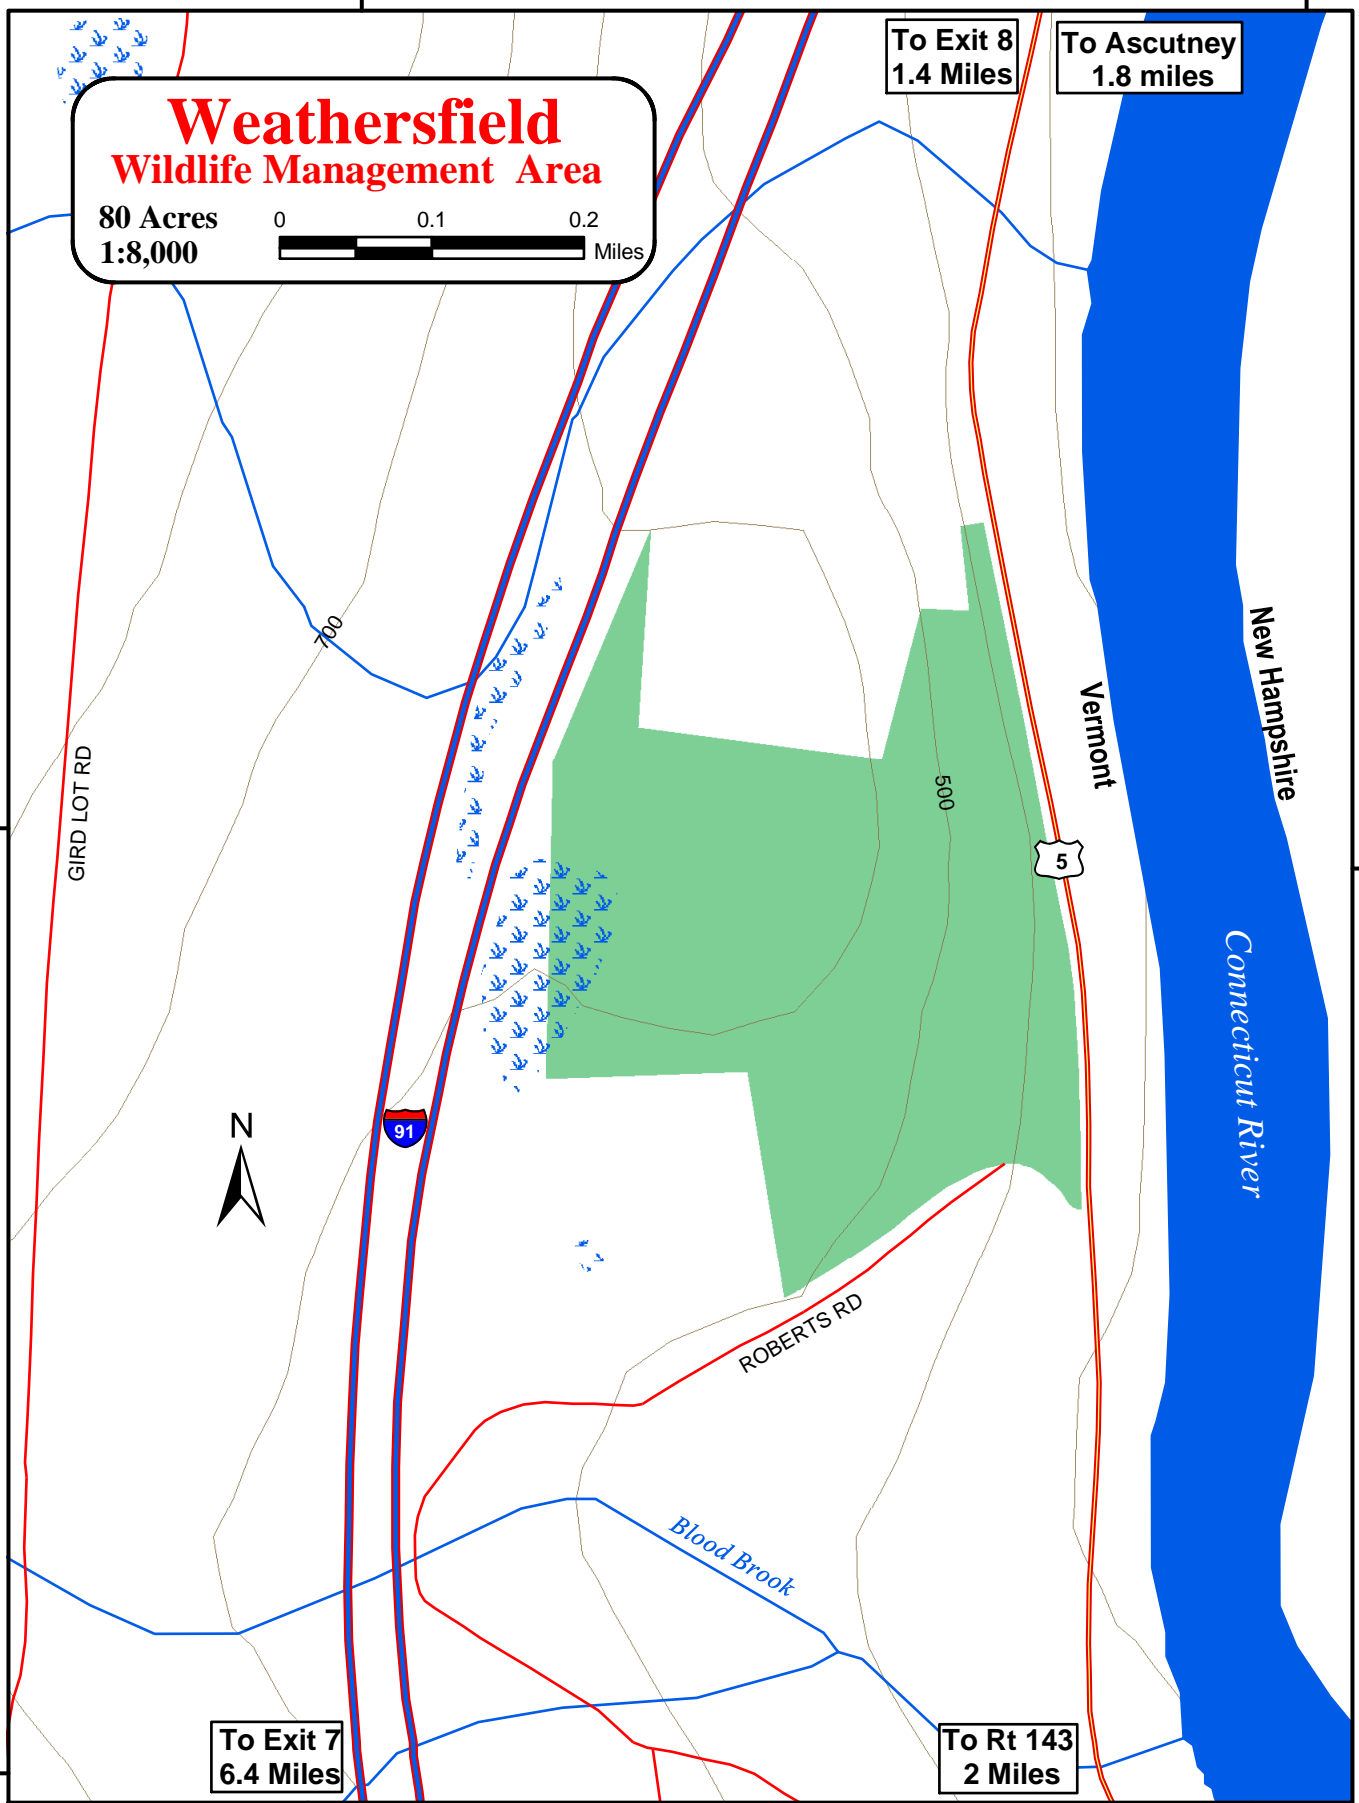 To Exit 8
1.4 Miles
To Ascutney
1.8 miles
Weathersfield
Wildlife Management Area
80 Acres
1:8,000
0 0.1 0.2
Miles
700
GIRD LOT RD
New Hampshire
Vermont
500
5
Connecticut River
N
91
ROBERTS RD
Blood Brook
To Exit 7
6.4 Miles
To Rt 143
2 Miles